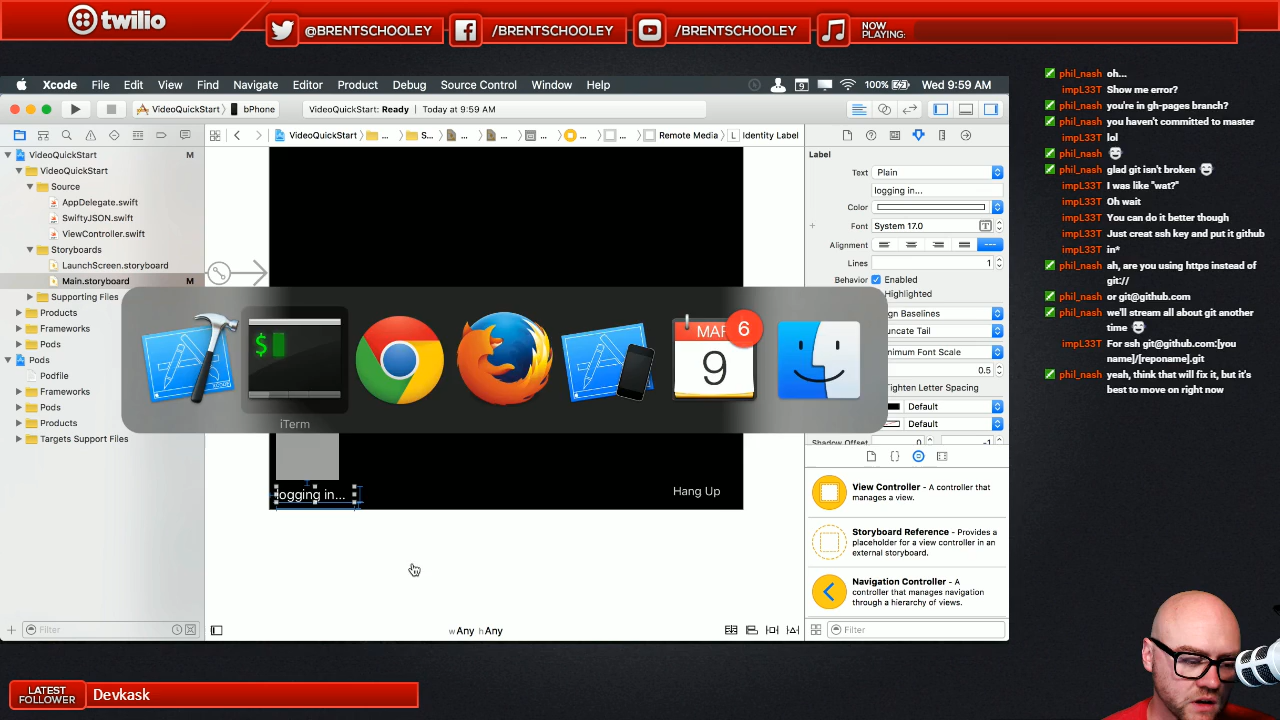 twilio
@BRENTSCHOOLEY
/BRENTSCHOOLEY
/BRENTSCHOOLEY
NOW
PLAYING:
Xcode File Edit View Find Navigate Editor Product Debug Source Control Window Help
9
100%
Wed 9:59 AM
VideoQuickStart
bPhone
VideoQuickStart: Ready
Today at 9:59 AM
VideoQuickStart
...
S...
...
...
...
...
...
Remote Media
L Identity Label
VideoQuickStart M
VideoQuickStart
Source
AppDelegate.swift
SwiftyJSON.swift
ViewController.swift
Storyboards
LaunchScreen.storyboard
Main.storyboard M
Supporting Files
Products
Frameworks
Pods
Pods
Podfile
Frameworks
Pods
Products
Targets Support Files
Filter
$
iTerm
9
6
logging in...
Hang Up
wAny hAny
Label
Text Plain
logging in...
Color
Font System 17.0
Alignment
Lines 1
Behavior Enabled
Highlighted
Align Baselines
0.5
Tighten Letter Spacing
Default
Default
Shadow Offset 0 -1
View Controller - A controller that
manages a view.
Storyboard Reference - Provides a
placeholder for a view controller in an
external storyboard.
Navigation Controller - A
controller that manages navigation
through a hierarchy of views.
Filter
phil_nash oh...
impL33T Show me error?
phil_nash you're in gh-pages branch?
phil_nash you haven't committed to master
impL33T lol
phil_nash
phil_nash glad git isn't broken
impL33T I was like "wat?"
impL33T Oh wait
impL33T You can do it better though
impL33T Just creat ssh key and put it github
impL33T in*
phil_nash ah, are you using https instead of
git://
phil_nash or git@github.com
phil_nash we'll stream all about git another
time
impL33T For ssh git@github.com:[you
name]/[reponame].git
phil_nash yeah, think that will fix it, but it's
best to move on right now
LATEST
FOLLOWER
Devkask